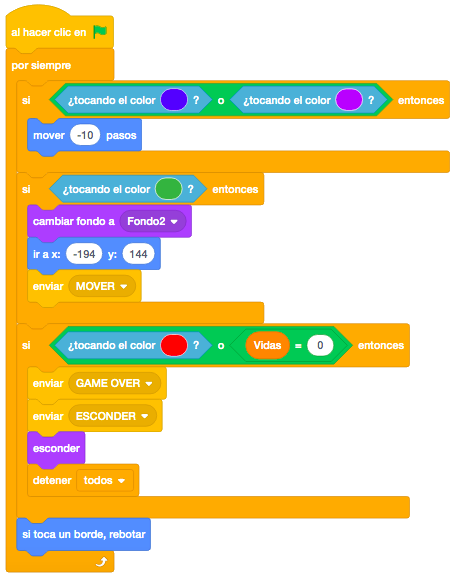 al hacer clic en
por siempre
si ¿tocando el color ? o ¿tocando el color ? entonces
mover -10 pasos
si ¿tocando el color ? entonces
cambiar fondo a Fondo2
ir a x: -194 y: 144
enviar MOVER
si ¿tocando el color ? o Vidas = 0 entonces
enviar GAME OVER
enviar ESCONDER
esconder
detener todos
si toca un borde, rebotar